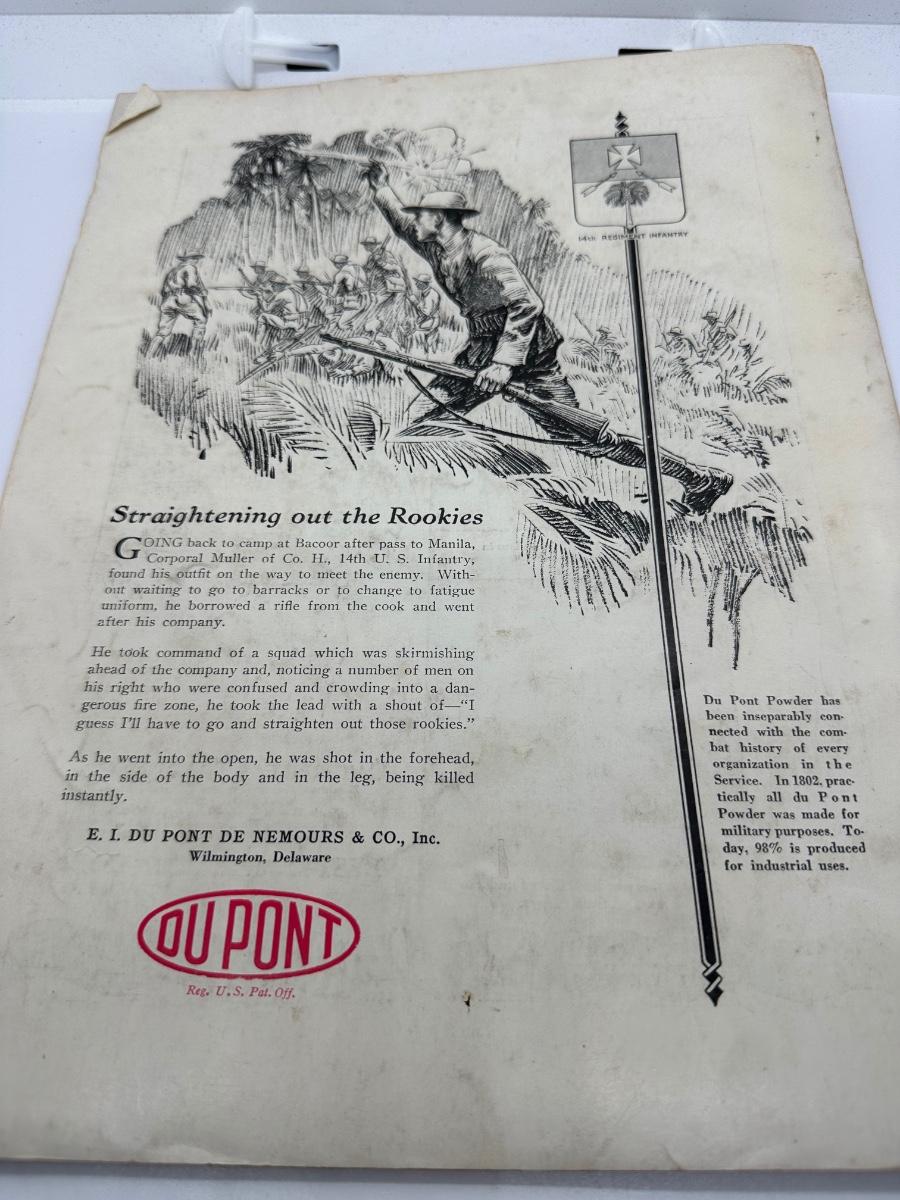 14th REGIMENT INFANTRY
Straightening out the Rookies
GOING back to camp at Bacoor after pass to Manila,
Corporal Muller of Co. H., 14th U. S. Infantry,
found his outfit on the way to meet the enemy. With-
out waiting to go to barracks or to change to fatigue
uniform, he borrowed a rifle from the cook and went
after his company.
He took command of a squad which was skirmishing
ahead of the company and, noticing a number of men on
his right who were confused and crowding into a dan-
gerous fire zone, he took the lead with a shout of—“I
guess I’ll have to go and straighten out those rookies.”
As he went into the open, he was shot in the forehead,
in the side of the body and in the leg, being killed
instantly.
E. I. DU PONT DE NEMOURS & CO., Inc.
Wilmington, Delaware
DU PONT
Reg. U. S. Pat. Off.
Du Pont Powder has
been inseparably con-
nected with the com-
bat history of every
organization in the
Service. In 1802, prac-
tically all du Pont
Powder was made for
military purposes. To-
day, 98% is produced
for industrial uses.